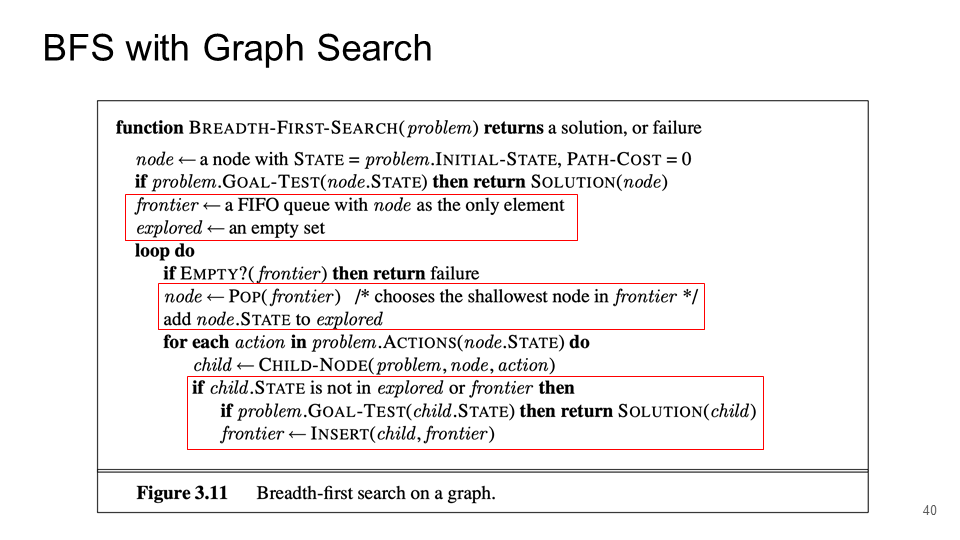 BFS with Graph Search
function BREADTH-FIRST-SEARCH(problem) returns a solution, or failure
node ← a node with STATE = problem.INITIAL-STATE, PATH-COST = 0
if problem.GOAL-TEST(node.STATE) then return SOLUTION(node)
frontier ← a FIFO queue with node as the only element
explored ← an empty set
loop do
if EMPTY?(frontier) then return failure
node ← POP(frontier) /* chooses the shallowest node in frontier */
add node.STATE to explored
for each action in problem.ACTIONS(node.STATE) do
child ← CHILD-NODE(problem, node, action)
if child.STATE is not in explored or frontier then
if problem.GOAL-TEST(child.STATE) then return SOLUTION(child)
frontier ← INSERT(child, frontier)
Figure 3.11 Breadth-first search on a graph.
40